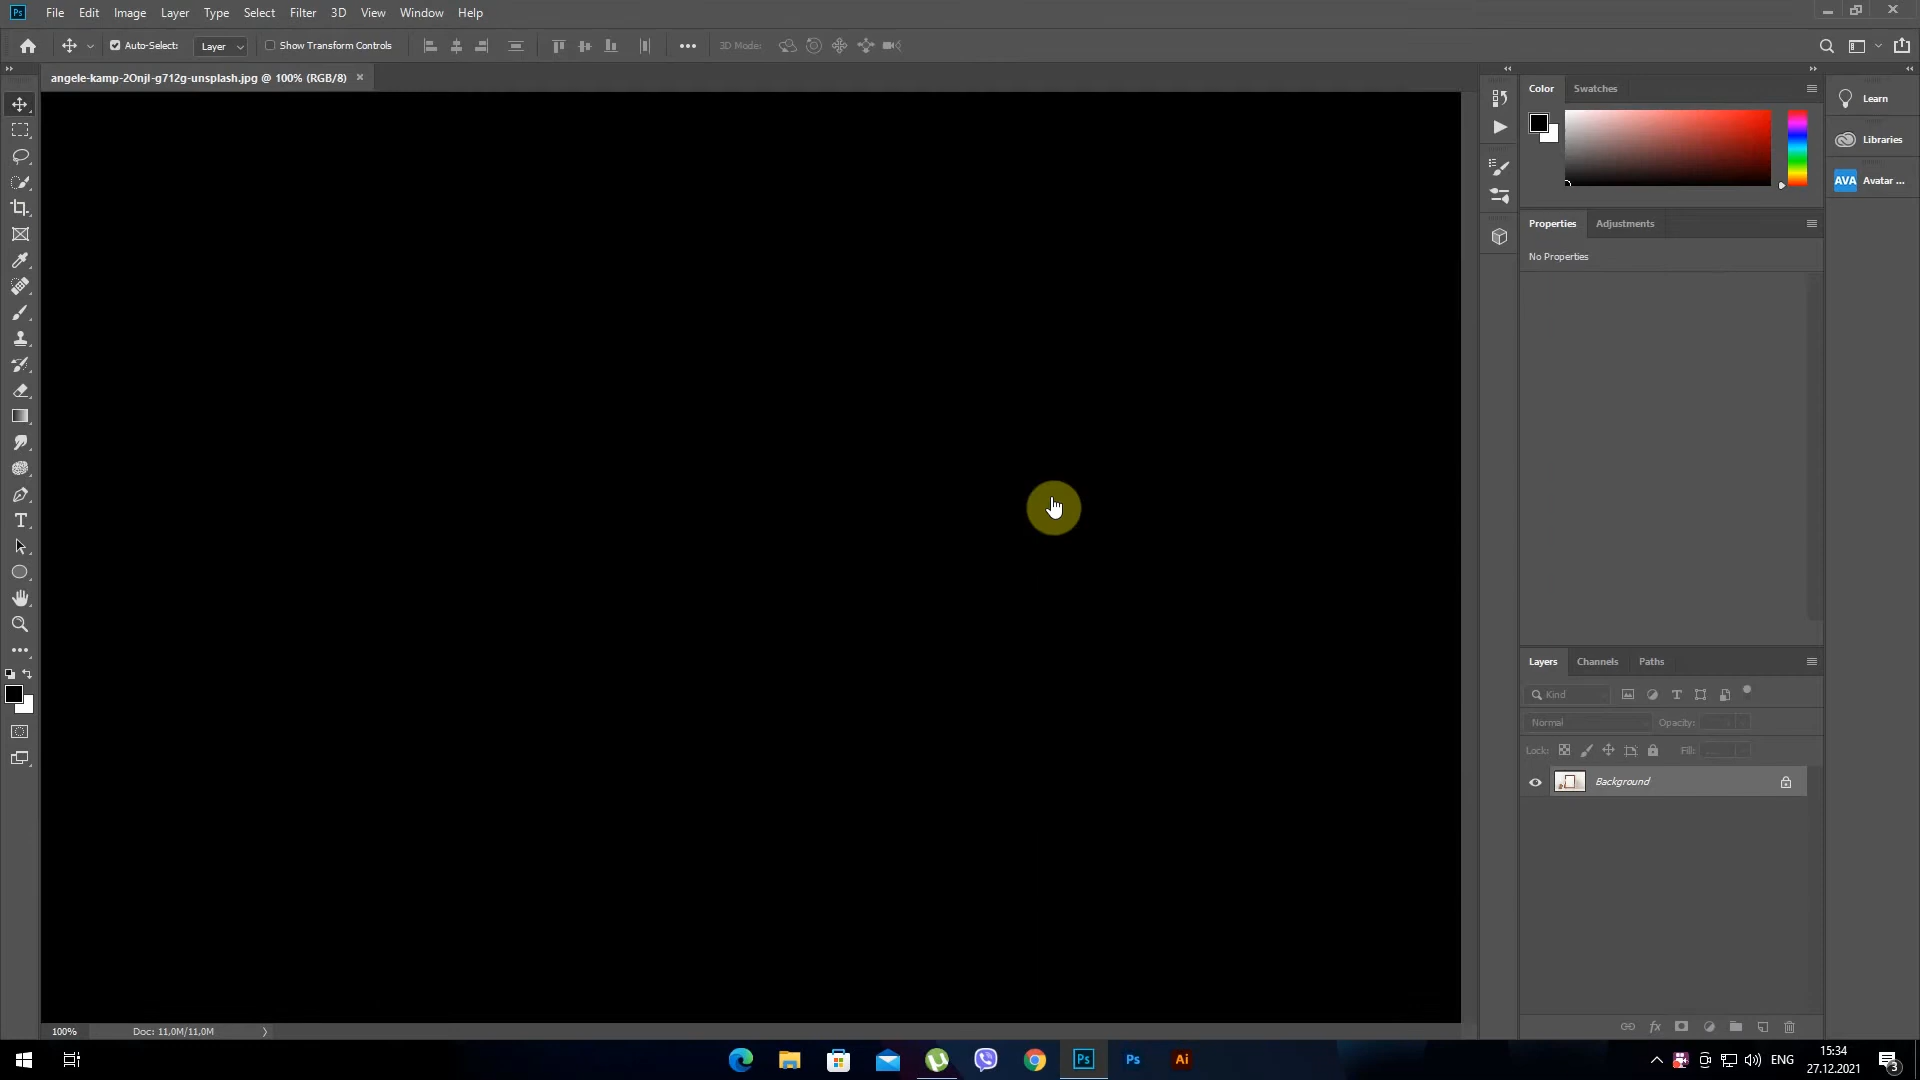 Ps File Edit Image Layer Type Select Filter 3D View Window Help
Auto-Select: Layer Show Transform Controls 3D Mode:
angele-kamp-2OnjI-g712g-unsplash.jpg @ 100% (RGB/8)
Color Swatches
Learn
Libraries
AVA Avatar ...
Properties Adjustments
No Properties
Layers Channels Paths
Kind
Normal Opacity:
Lock: Fill:
Background
100% Doc: 11,0M/11,0M
Ps Ps Ai ENG
15:34
27.12.2021
3